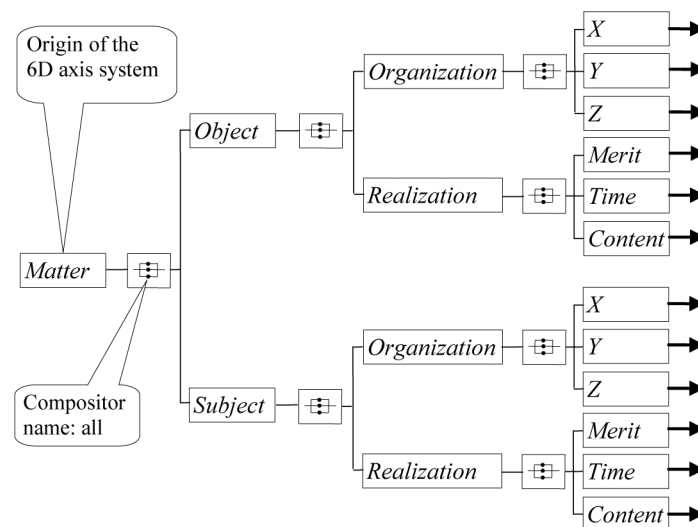 Origin of the
6D axis system
Matter
Compositor
name: all
Object
Organization
X
Y
Z
Realization
Merit
Time
Content
Subject
Organization
X
Y
Z
Realization
Merit
Time
Content